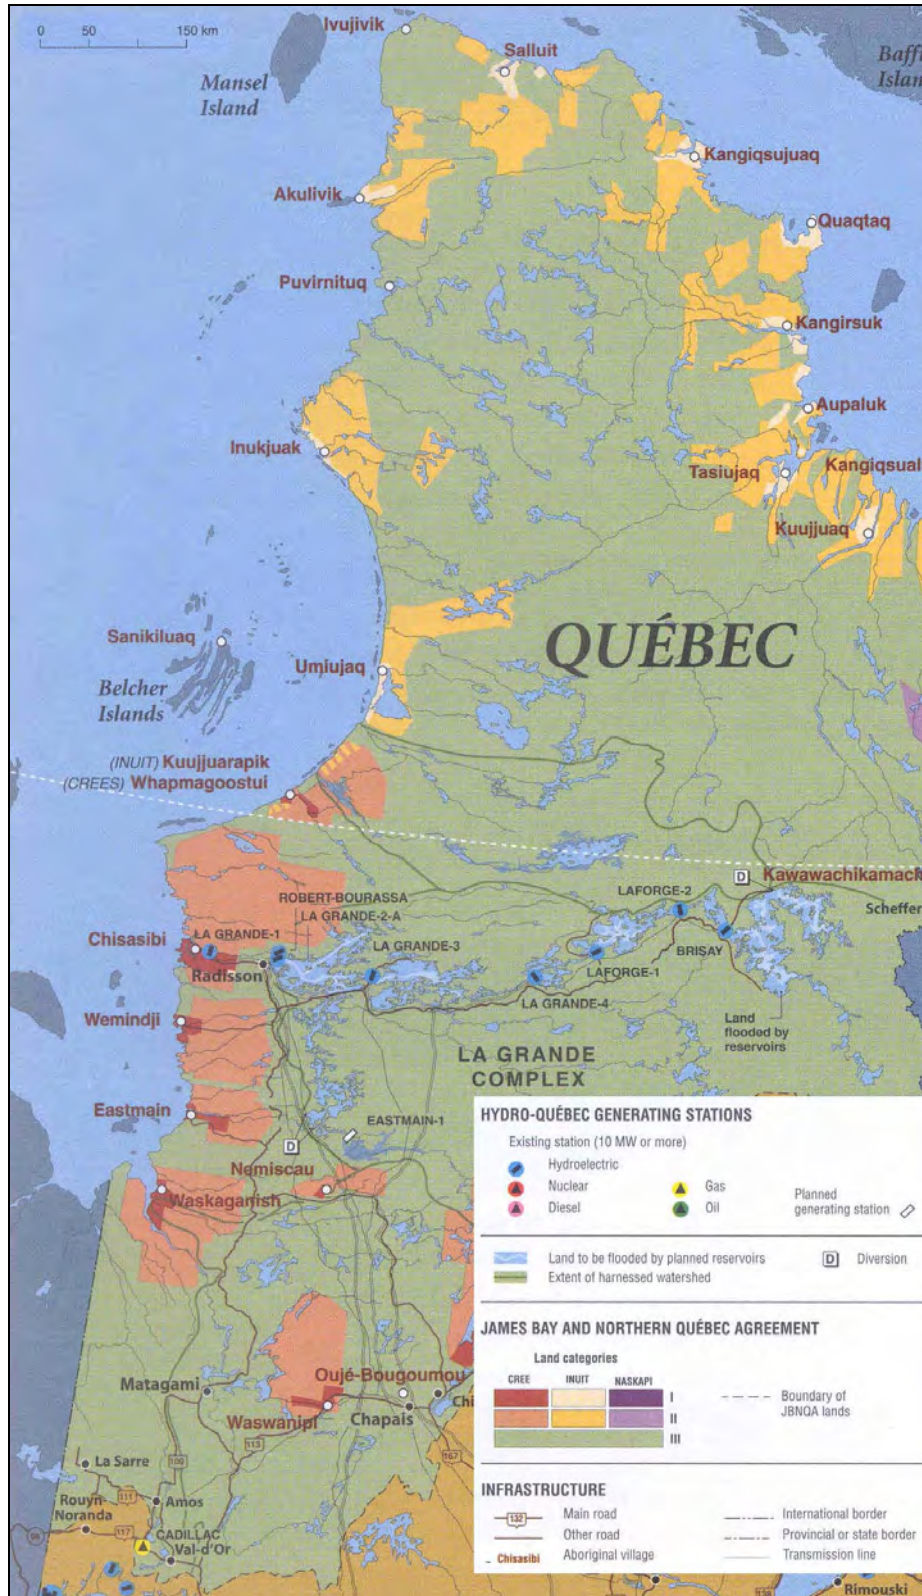 0 50 150 km
Ivujivik
Salluit
Mansel
Island
Kangiqsujuaq
Akulivik
Quaqtaq
Puvirnituq
Kangirsuk
Aupaluk
Inukjuak
Tasiujaq
Kuujjuaq
QUÉBEC
Sanikiluaq
Umiujaq
Belcher
Islands
(INUIT) Kuujjuarapik
(CREES) Whapmagoostui
D
ROBERT-BOURASSA
LAFORGE-2
LA GRANDE-2-A
Chisasibi
LA GRANDE-1
LA GRANDE-3
BRISAY
Radisson
LAFORGE-1
LA GRANDE-4
Wemindji
Land
flooded by
reservoirs
LA GRANDE
COMPLEX
Eastmain
EASTMAIN-1
D
Nemiscau
Waskaganish
Oujé-Bougoumou
Matagami
Waswanipi
Chapais
Chi
113
109
167
La Sarre
111
Amos
Rouyn-
Noranda
117
CADILLAC
Val-d'Or
Rimouski
HYDRO-QUÉBEC GENERATING STATIONS
Existing station (10 MW or more)
Hydroelectric
Nuclear
Gas
Diesel
Oil
Planned
generating station
Land to be flooded by planned reservoirs
D Diversion
Extent of harnessed watershed
JAMES BAY AND NORTHERN QUÉBEC AGREEMENT
Land categories
CREE INUIT NASKAPI
I
II
III
Boundary of
JBNQA lands
INFRASTRUCTURE
132 Main road
International border
Other road
Provincial or state border
Chisasibi Aboriginal village
Transmission line